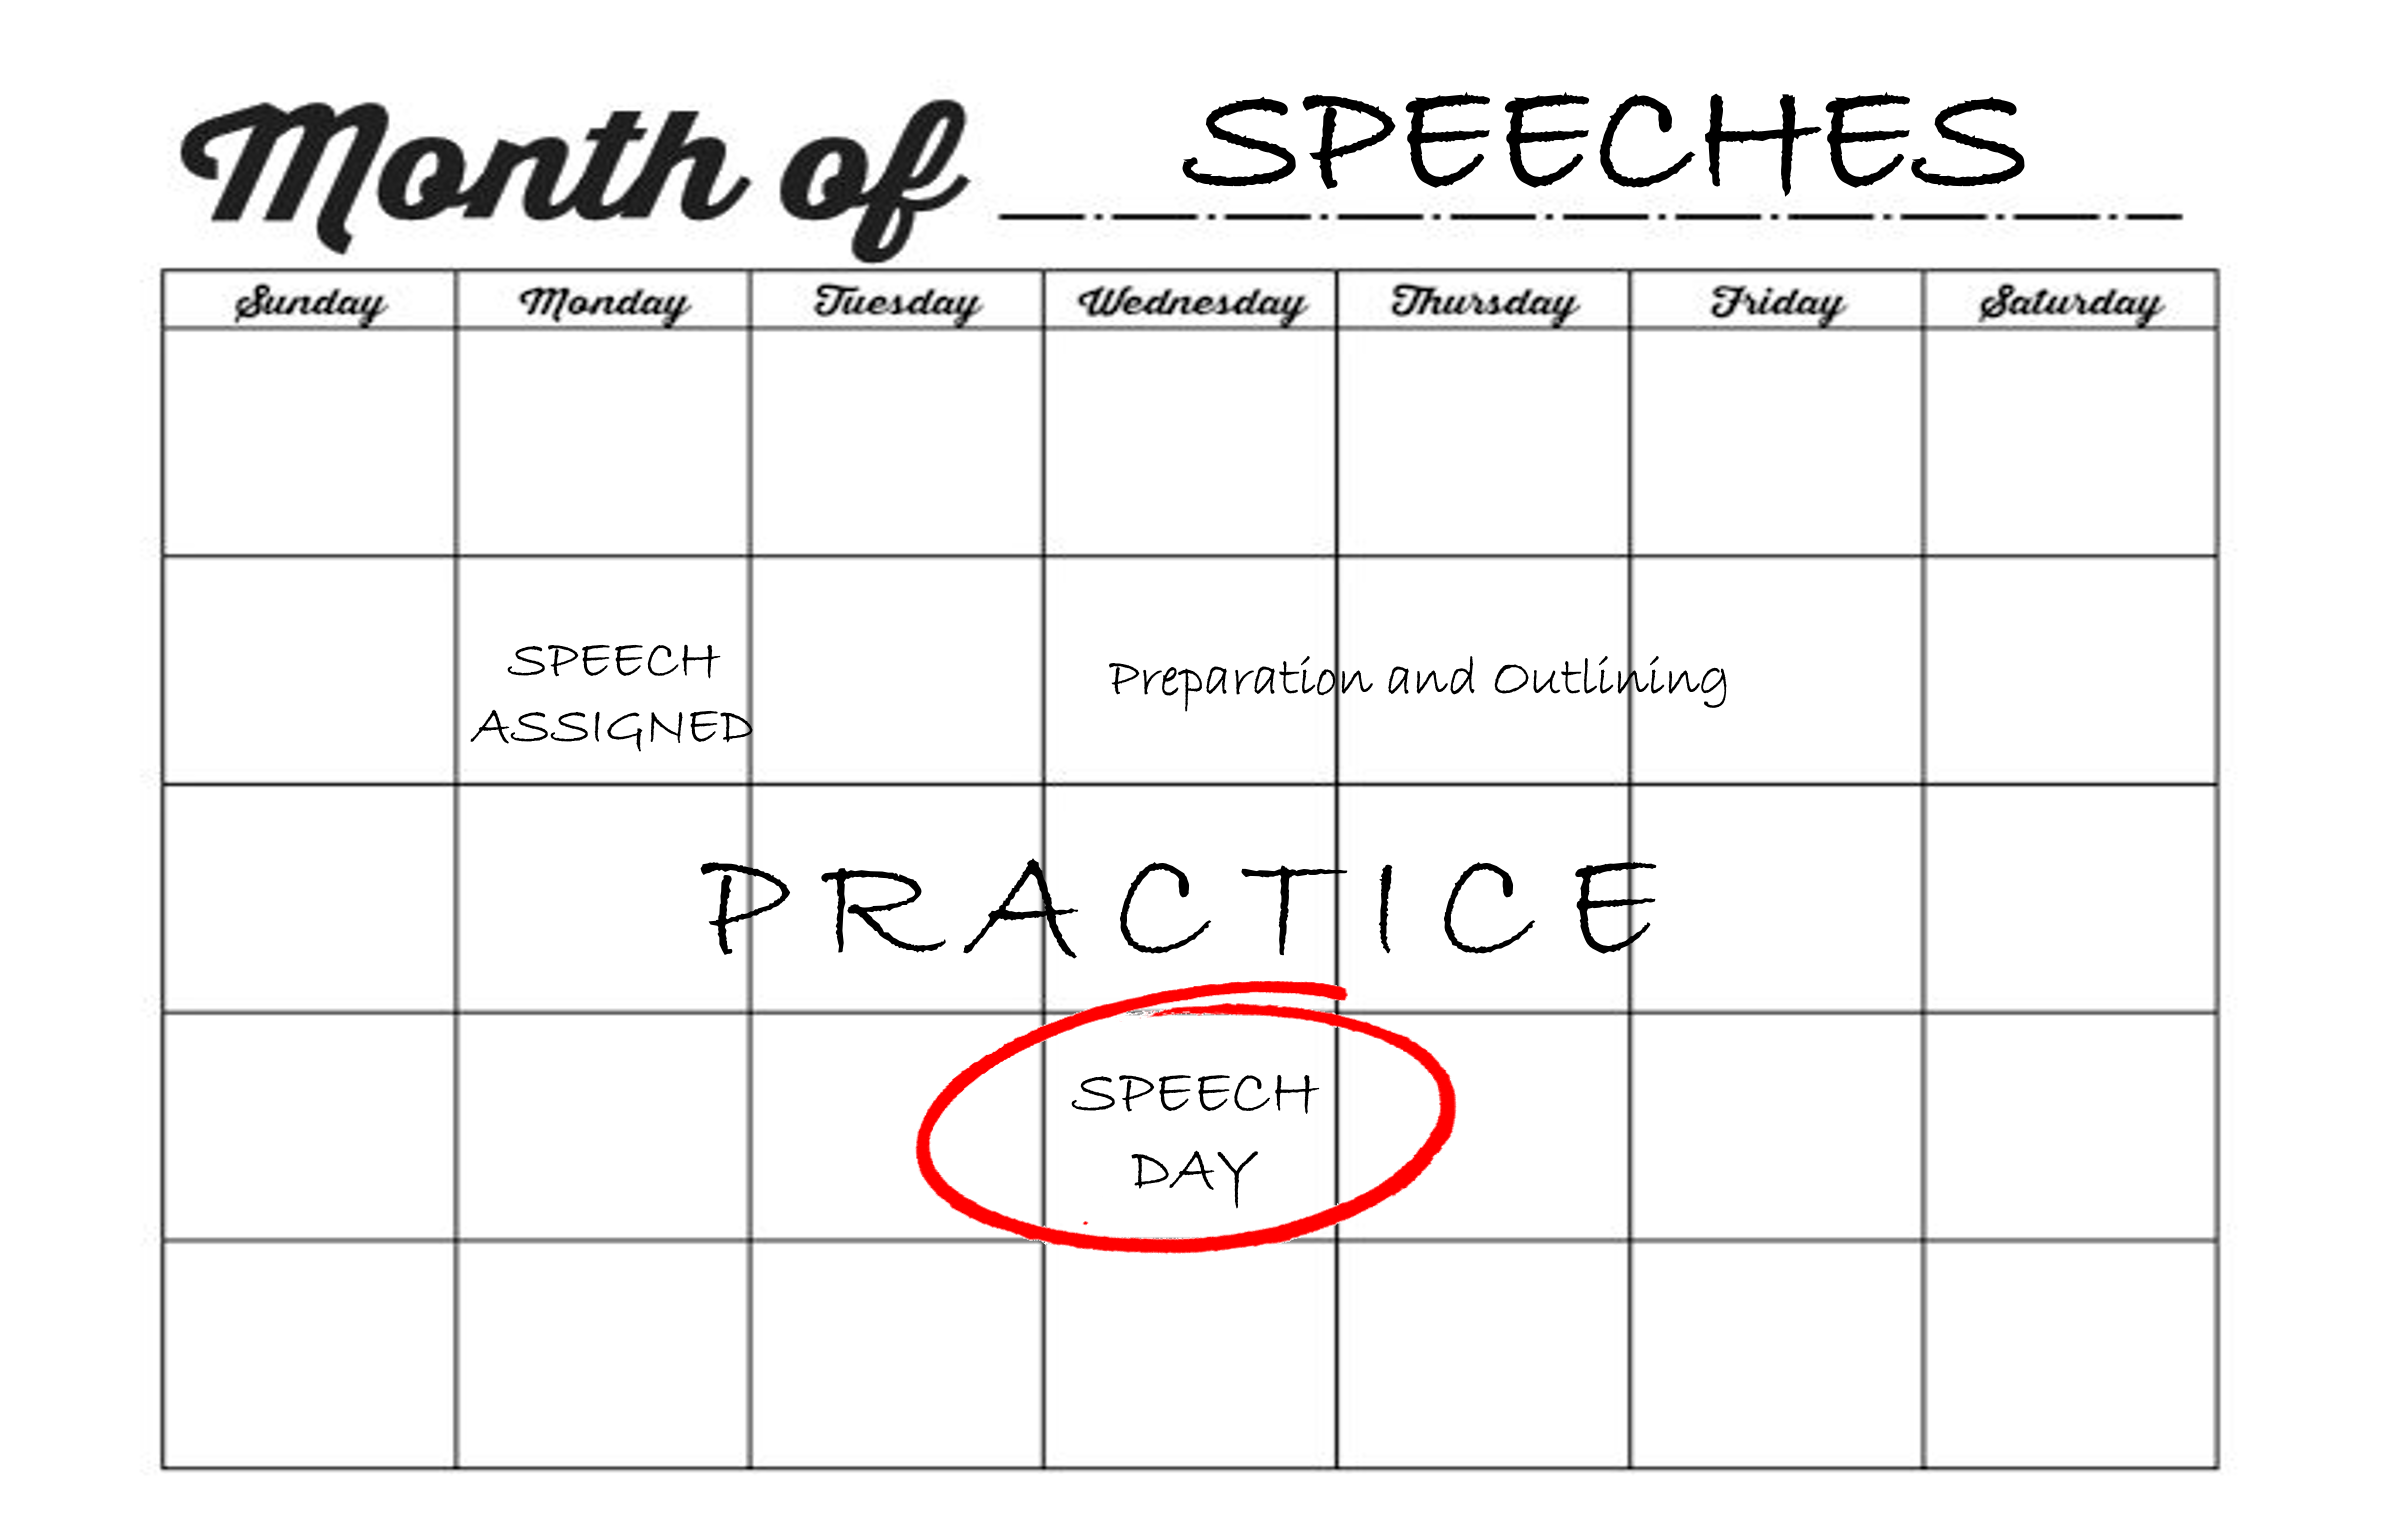 Month of SPEECHES
Sunday Monday Tuesday Wednesday Thursday Friday Saturday
SPEECH
ASSIGNED
Preparation and Outlining
PRACTICE
SPEECH
DAY